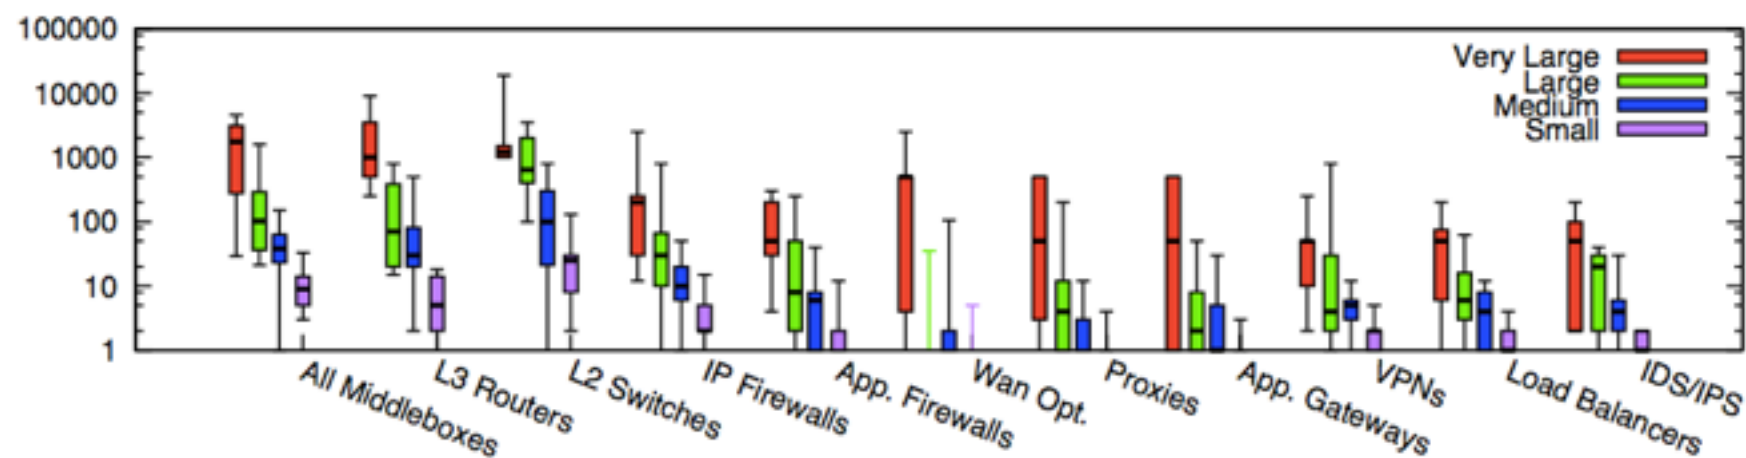 100000
10000
1000
100
10
1
Very Large
Large
Medium
Small
All Middleboxes
L3 Routers
L2 Switches
IP Firewalls
App. Firewalls
Wan Opt.
Proxies
App. Gateways
VPNs
Load Balancers
IDS/IPS